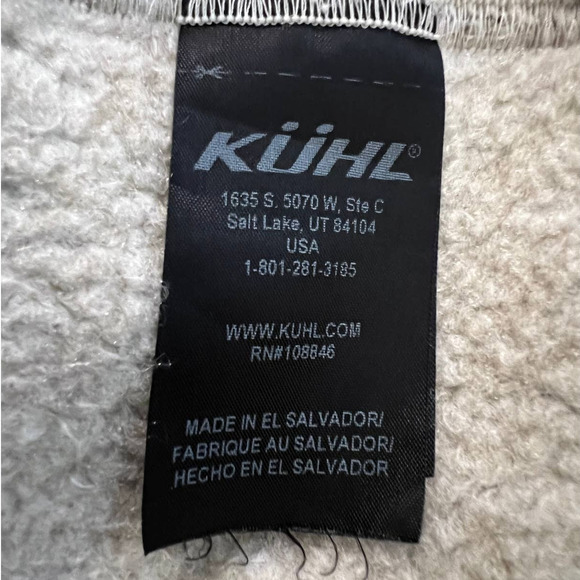 KÜHL®
1635 S. 5070 W, Ste C
Salt Lake, UT 84104
USA
1-801-281-3185
WWW.KUHL.COM
RN#108846
MADE IN EL SALVADOR/
FABRIQUE AU SALVADOR/
HECHO EN EL SALVADOR